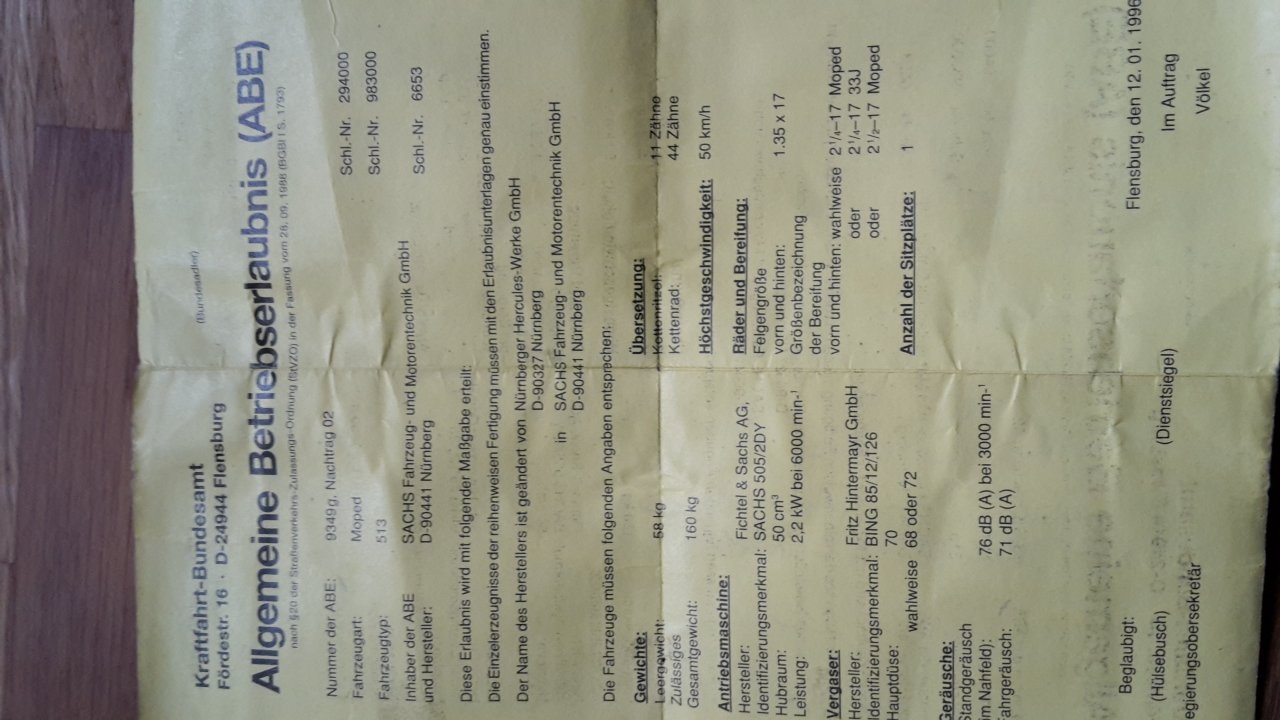 (Bundesadler)
Kraftfahrt-Bundesamt
Fördestr. 16 · D-24944 Flensburg
Allgemeine Betriebserlaubnis (ABE)
nach §20 der Straßenverkehrs-Zulassungs-Ordnung (StVZO) in der Fassung vom 28. 09. 1988 (BGBl I S. 1793)
Nummer der ABE: 9349g, Nachtrag 02
Fahrzeugart: Moped Schl.-Nr. 294000
Fahrzeugtyp: 513 Schl.-Nr. 983000
Inhaber der ABE SACHS Fahrzeug- und Motorentechnik GmbH
und Hersteller: D-90441 Nürnberg Schl.-Nr. 6653
Diese Erlaubnis wird mit folgender Maßgabe erteilt:
Die Einzelerzeugnisse der reihenweisen Fertigung müssen mit den Erlaubnisunterlagen genau einstimmen.
Der Name des Herstellers ist geändert von Nürnberger Hercules-Werke GmbH
D-90327 Nürnberg
in SACHS Fahrzeug- und Motorentechnik GmbH
D-90441 Nürnberg
Die Fahrzeuge müssen folgenden Angaben entsprechen:
Gewichte:
Leergewicht: 58 kg
Zulässiges
Gesamtgewicht: 160 kg
Antriebsmaschine:
Hersteller: Fichtel & Sachs AG,
Identifizierungsmerkmal: SACHS 505/2DY
Hubraum: 50 cm³
Leistung: 2,2 kW bei 6000 min-¹
Vergaser:
Hersteller: Fritz Hintermayr GmbH
Identifizierungsmerkmal: BING 85/12/126
Hauptdüse: 70
wahlweise 68 oder 72
Geräusche:
Standgeräusch
im Nahfeld): 76 dB (A) bei 3000 min-¹
Fahrgeräusch: 71 dB (A)
Übersetzung:
Kettenritzel: 11 Zähne
Kettenrad: 44 Zähne
Höchstgeschwindigkeit: 50 km/h
Räder und Bereifung:
Felgengröße
vorn und hinten: 1.35 x 17
Größenbezeichnung
der Bereifung
vorn und hinten: wahlweise 2¹/₄–17 Moped
oder 2¹/₄–17 33J
oder 2¹/₂–17 Moped
Anzahl der Sitzplätze: 1
Flensburg, den 12. 01. 1996
Im Auftrag
Völkel
Beglaubigt:
(Hülsebusch) (Dienstsiegel)
egierungsobersekretär